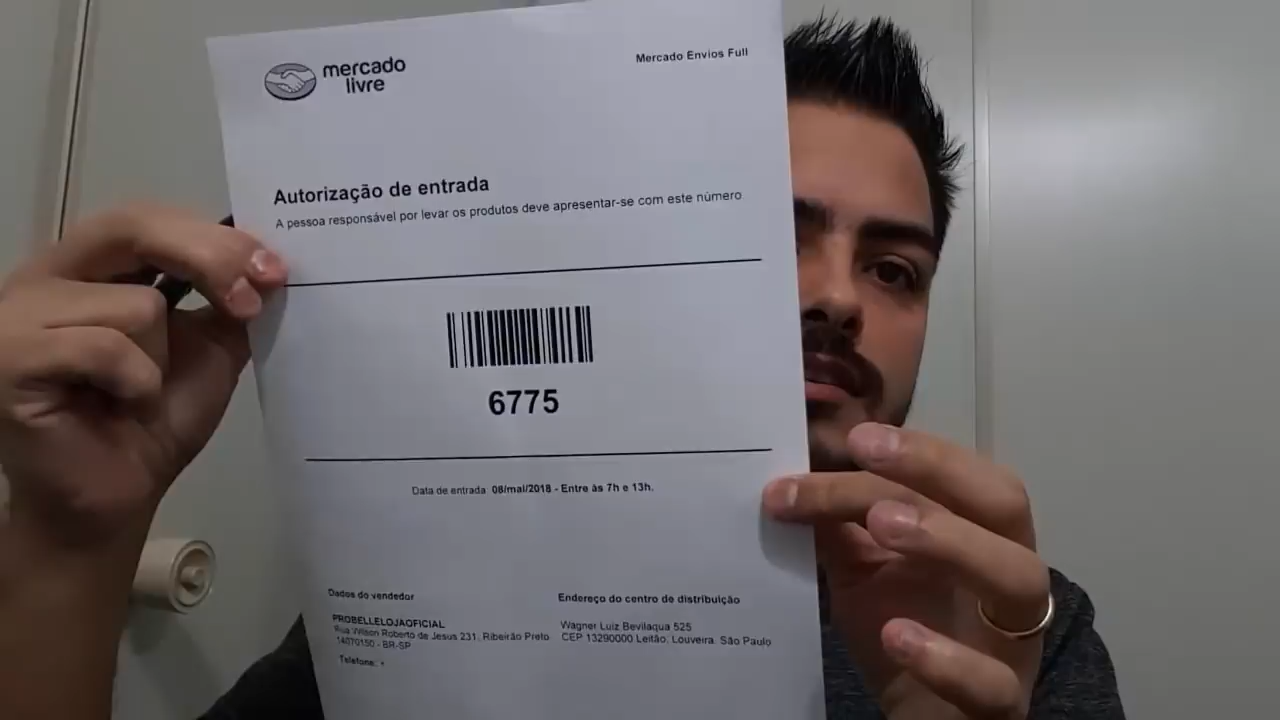 mercado
livre
Mercado Envios Full
Autorização de entrada
A pessoa responsável por levar os produtos deve apresentar-se com este número
6775
Data de entrada 08/mai/2018 - Entre às 7h e 13h.
Dados do vendedor
PROBELLELOJAOFICIAL
Rua Wilson Roberto de Jesus 231, Ribeirão Preto
14070150 - BR-SP
Telefone: +
Endereço do centro de distribuição
Wagner Luiz Bevilaqua 525
CEP 13290000 Leitão, Louveira, São Paulo